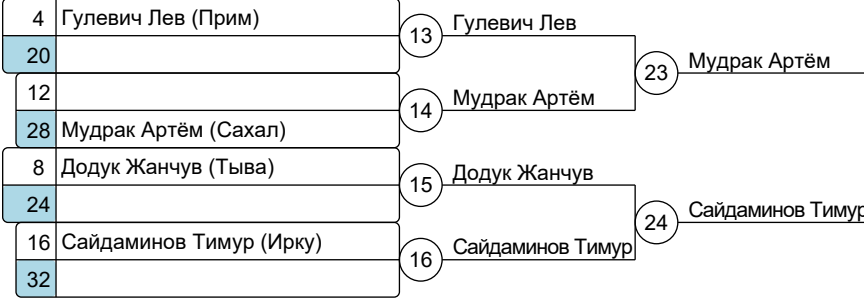 4 Гулевич Лев (Прим)
20
13 Гулевич Лев
12
28 Мудрак Артём (Сахал)
14 Мудрак Артём
23 Мудрак Артём
8 Додук Жанчув (Тыва)
24
15 Додук Жанчув
16 Сайдаминов Тимур (Ирку)
32
16 Сайдаминов Тимур
24 Сайдаминов Тимур